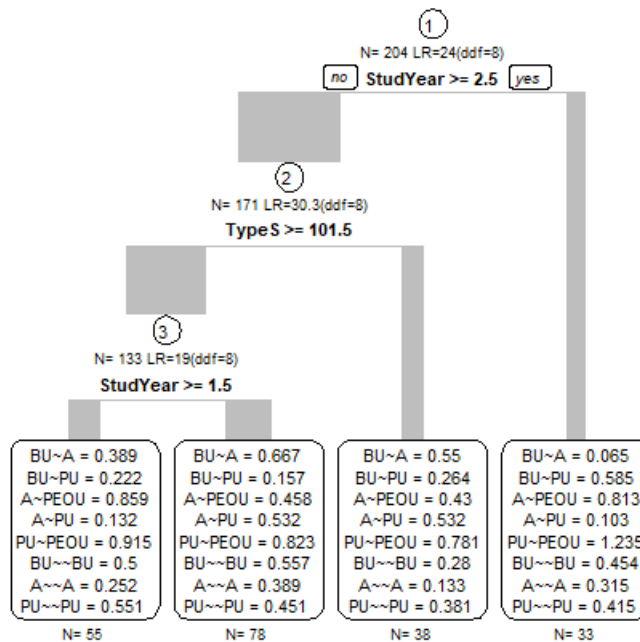 1
N= 204 LR=24(ddf=8)
no StudYear >= 2.5 yes
2
N= 171 LR=30.3(ddf=8)
TypeS >= 101.5
3
N= 133 LR=19(ddf=8)
StudYear >= 1.5
BU~A = 0.389
BU~PU = 0.222
A~PEOU = 0.859
A~PU = 0.132
PU~PEOU = 0.915
BU~~BU = 0.5
A~~A = 0.252
PU~~PU = 0.551
N= 55
BU~A = 0.667
BU~PU = 0.157
A~PEOU = 0.458
A~PU = 0.532
PU~PEOU = 0.823
BU~~BU = 0.557
A~~A = 0.389
PU~~PU = 0.451
N= 78
BU~A = 0.55
BU~PU = 0.264
A~PEOU = 0.43
A~PU = 0.532
PU~PEOU = 0.781
BU~~BU = 0.28
A~~A = 0.133
PU~~PU = 0.381
N= 38
BU~A = 0.065
BU~PU = 0.585
A~PEOU = 0.813
A~PU = 0.103
PU~PEOU = 1.235
BU~~BU = 0.454
A~~A = 0.315
PU~~PU = 0.415
N= 33